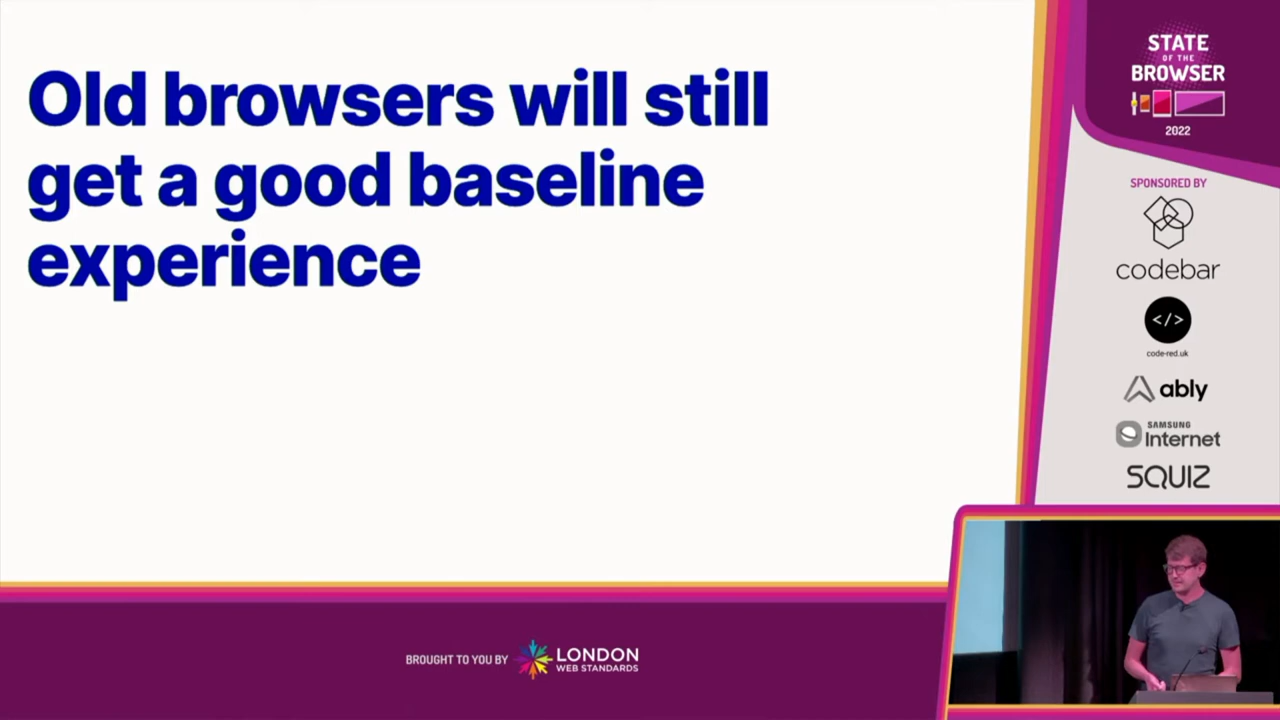 Old browsers will still
get a good baseline
experience
STATE
OF THE
BROWSER
2022
SPONSORED BY
codebar
</>
code-red.uk
ably
SAMSUNG
Internet
SQUIZ
BROUGHT TO YOU BY
LONDON
WEB STANDARDS